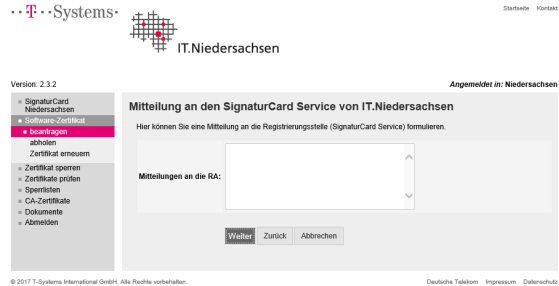 ··T··Systems·
Startseite Kontakt
IT.Niedersachsen
Version: 2.3.2
Angemeldet in: Niedersachsen
SignaturCard
Niedersachsen
Software-Zertifikat
beantragen
abholen
Zertifikat erneuern
Zertifikat sperren
Zertifikate prüfen
Sperrlisten
CA-Zertifikate
Dokumente
Abmelden
Mitteilung an den SignaturCard Service von IT.Niedersachsen
Hier können Sie eine Mitteilung an die Registrierungsstelle (SignaturCard Service) formulieren.
Mitteilungen an die RA:
Weiter Zurück Abbrechen
© 2017 T-Systems International GmbH. Alle Rechte vorbehalten.
Deutsche Telekom Impressum Datenschutz